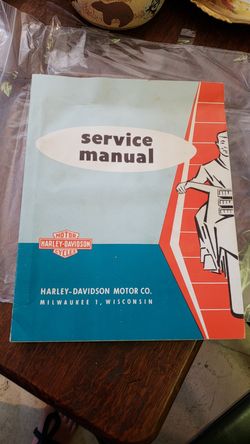 service
manual
MOTOR
HARLEY-DAVIDSON
CYCLES
HARLEY-DAVIDSON MOTOR CO.
MILWAUKEE 1, WISCONSIN